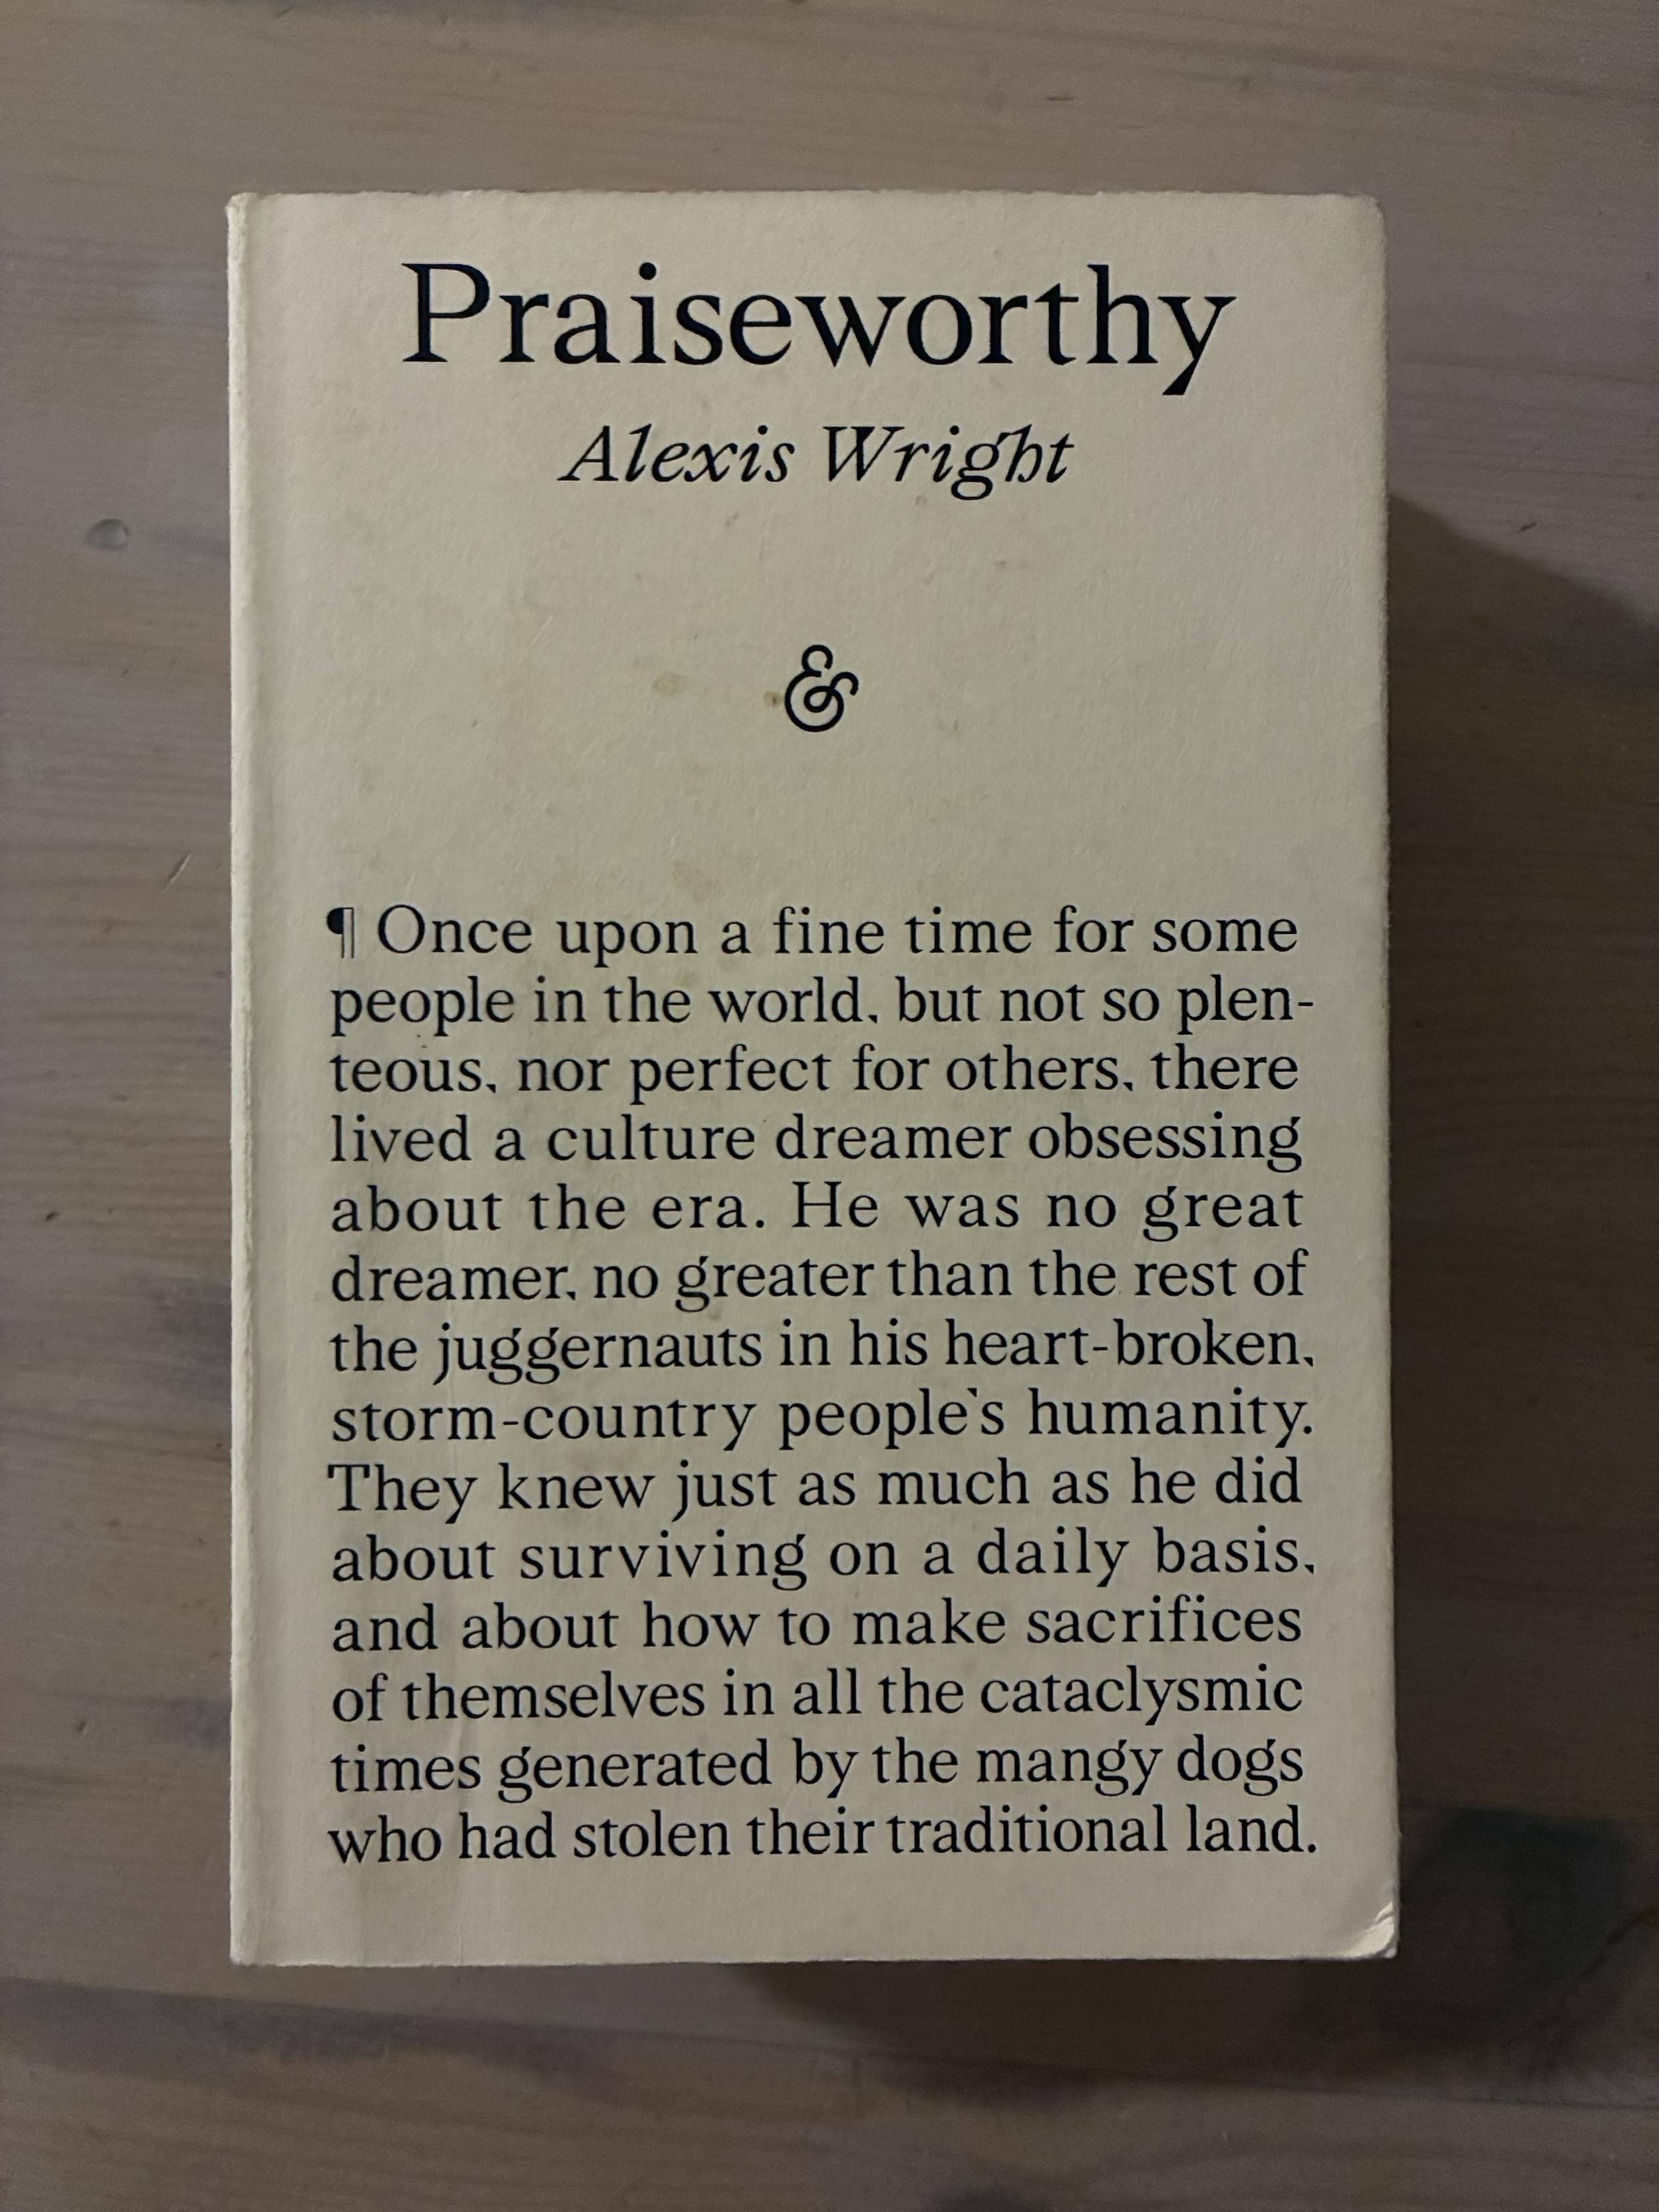 Praiseworthy
Alexis Wright
&
¶ Once upon a fine time for some
people in the world, but not so plen-
teous, nor perfect for others, there
lived a culture dreamer obsessing
about the era. He was no great
dreamer, no greater than the rest of
the juggernauts in his heart-broken,
storm-country people's humanity.
They knew just as much as he did
about surviving on a daily basis,
and about how to make sacrifices
of themselves in all the cataclysmic
times generated by the mangy dogs
who had stolen their traditional land.